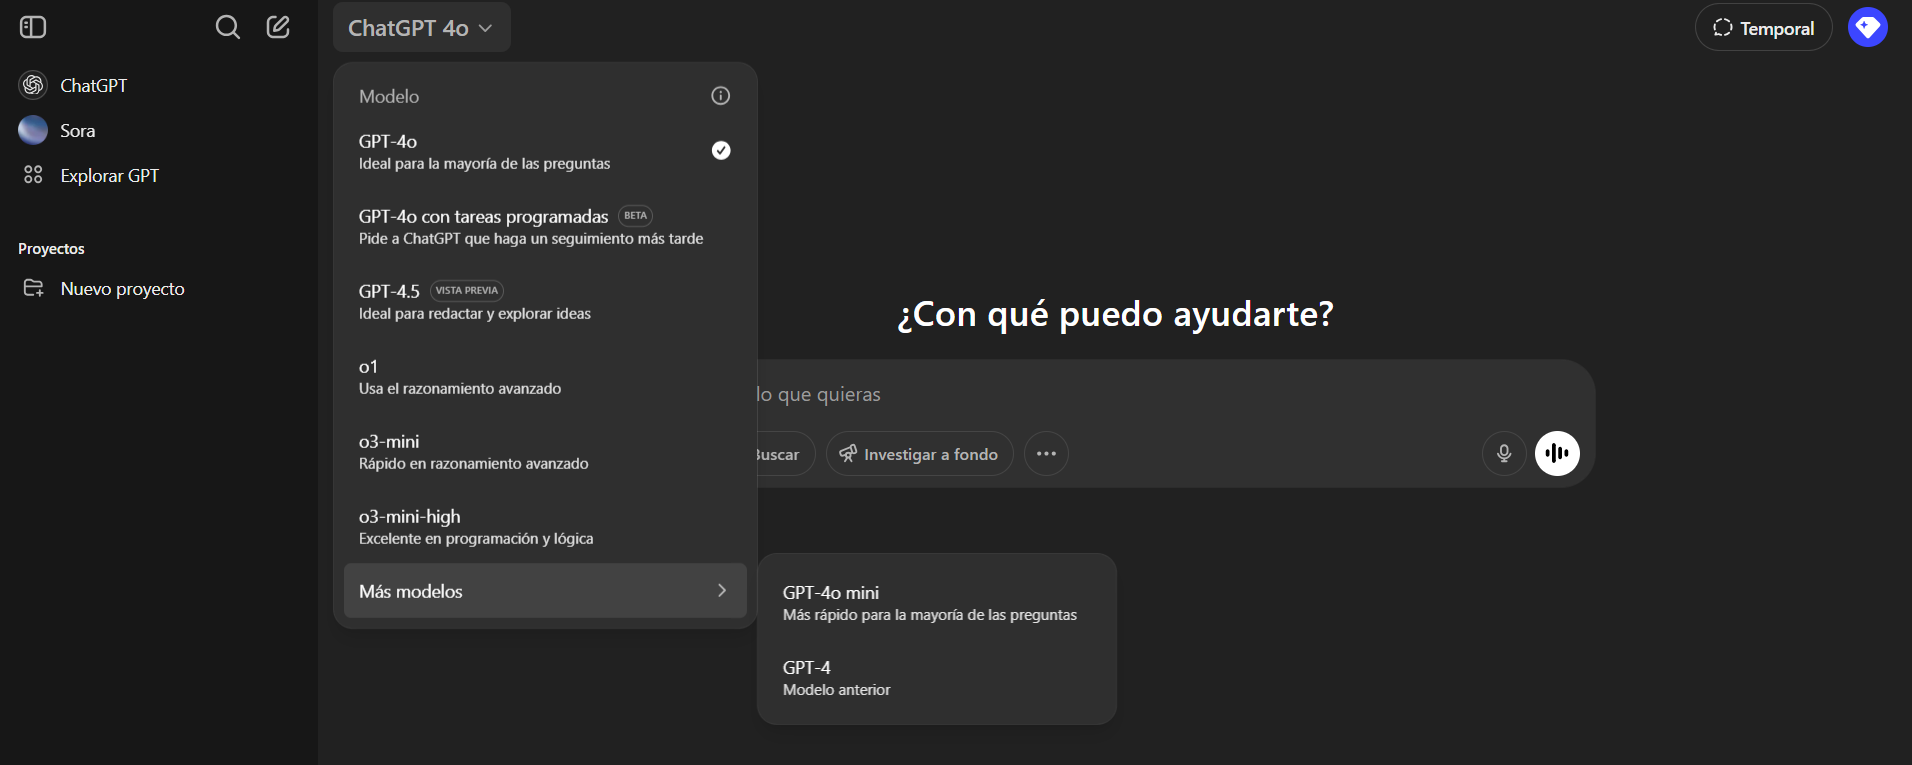 ChatGPT
Sora
Explorar GPT
Proyectos
Nuevo proyecto
ChatGPT 4o
Temporal
Modelo
GPT-4o
Ideal para la mayoría de las preguntas
GPT-4o con tareas programadas BETA
Pide a ChatGPT que haga un seguimiento más tarde
GPT-4.5 VISTA PREVIA
Ideal para redactar y explorar ideas
o1
Usa el razonamiento avanzado
o3-mini
Rápido en razonamiento avanzado
o3-mini-high
Excelente en programación y lógica
Más modelos
GPT-4o mini
Más rápido para la mayoría de las preguntas
GPT-4
Modelo anterior
¿Con qué puedo ayudarte?
lo que quieras
Buscar
Investigar a fondo